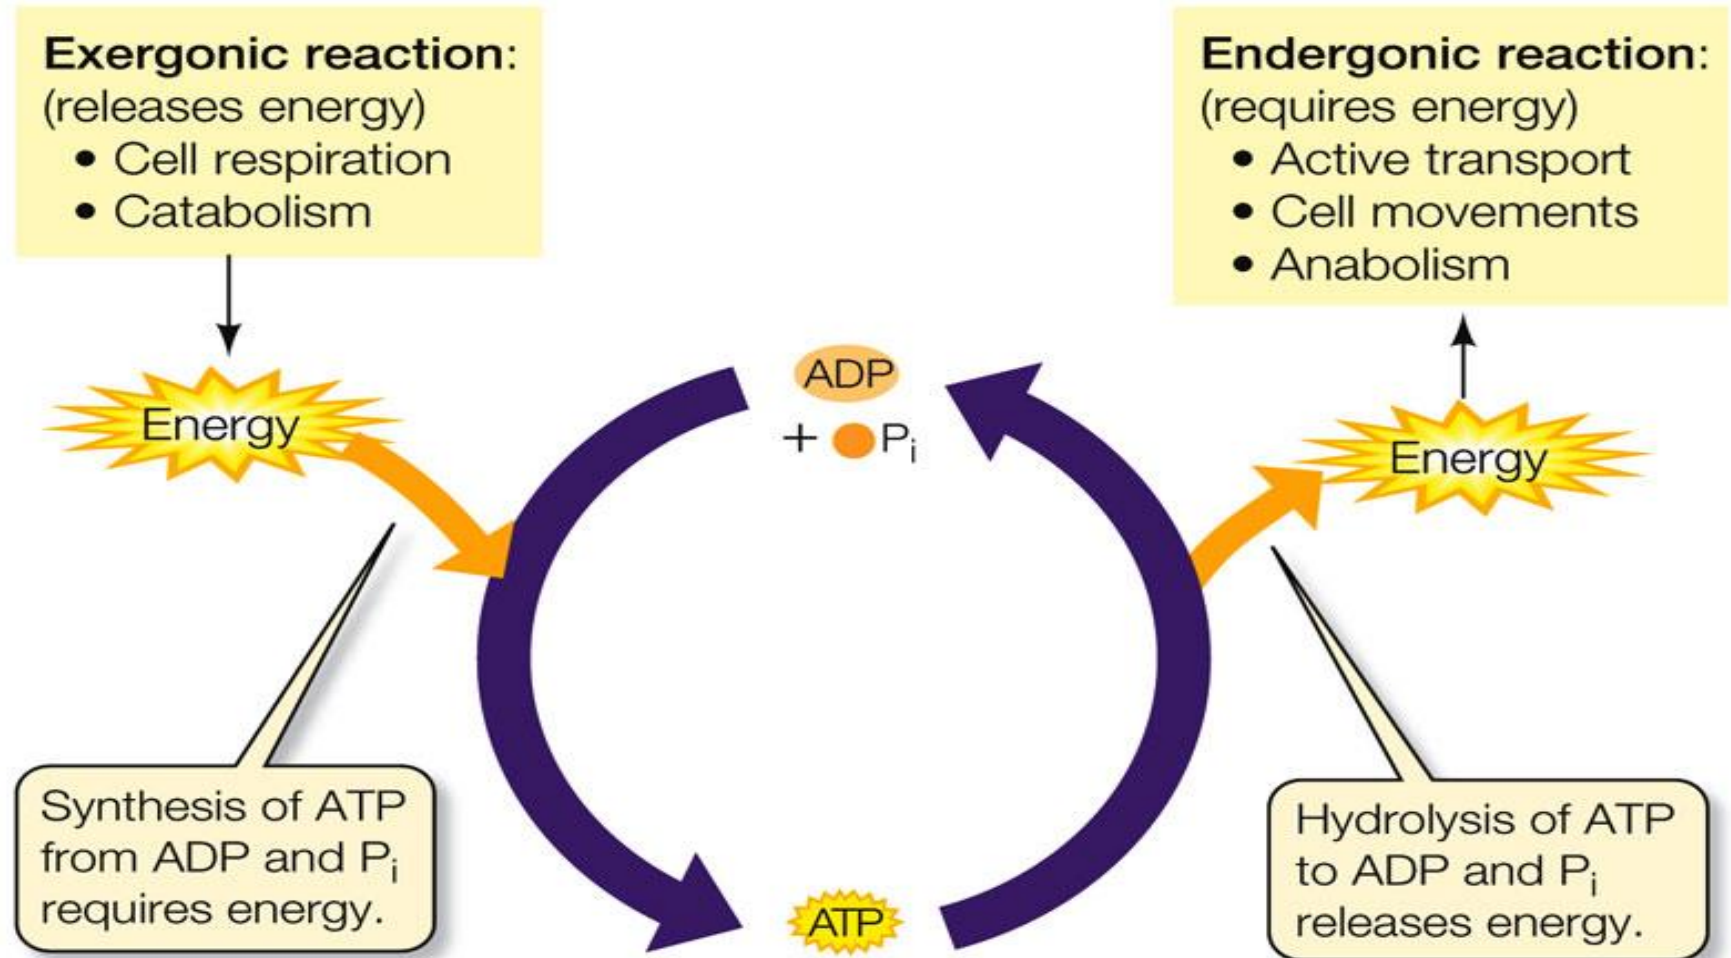 Exergonic reaction:
(releases energy)
• Cell respiration
• Catabolism
Endergonic reaction:
(requires energy)
• Active transport
• Cell movements
• Anabolism
Energy
ADP
+ Pi
Energy
Synthesis of ATP
from ADP and Pi
requires energy.
ATP
Hydrolysis of ATP
to ADP and Pi
releases energy.